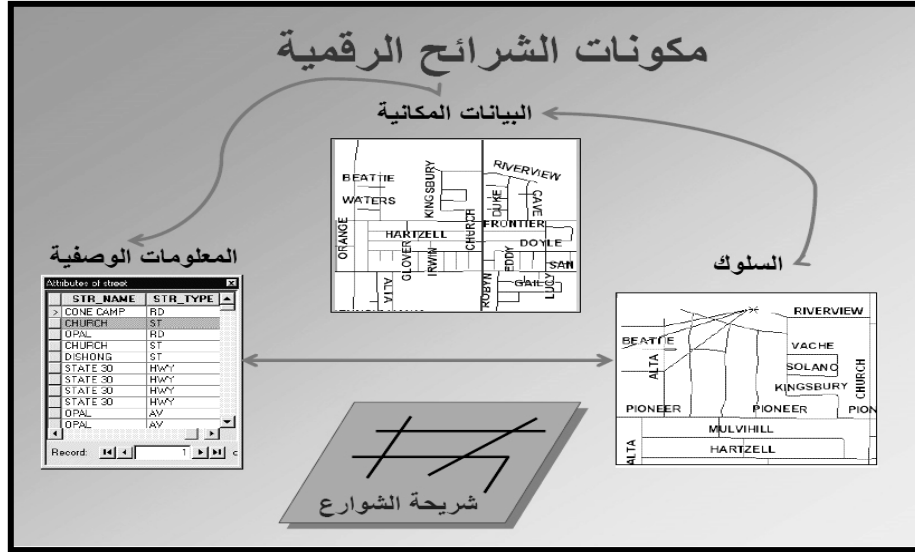 مكونات الشرائح الرقمية
البيانات المكانية
BEATTIE
WATERS
ORANGE
KINGSBURY
HARTZELL
GLOVER
IRWIN
ALTA
CHURCH
RIVERVIEW
DUKE
CAVE
FRONTIER
DOYLE
EDDY
SAN
ROBYN
GAIL
LUCY
المعلومات الوصفية
Attributes of street
STR_NAME STR_TYPE
CONE CAMP RD
CHURCH ST
OPAL RD
CHURCH ST
DISHONG ST
STATE 30 HWY
STATE 30 HWY
STATE 30 HWY
STATE 30 HWY
OPAL AV
OPAL AV
Record: 1 c
السلوك
RIVERVIEW
BEATTIE
ALTA
VACHE
SOLANO
KINGSBURY
CHURCH
PIONEER PIONEER PION
MULVIHILL
ALTA
HARTZELL
شريحة الشوارع